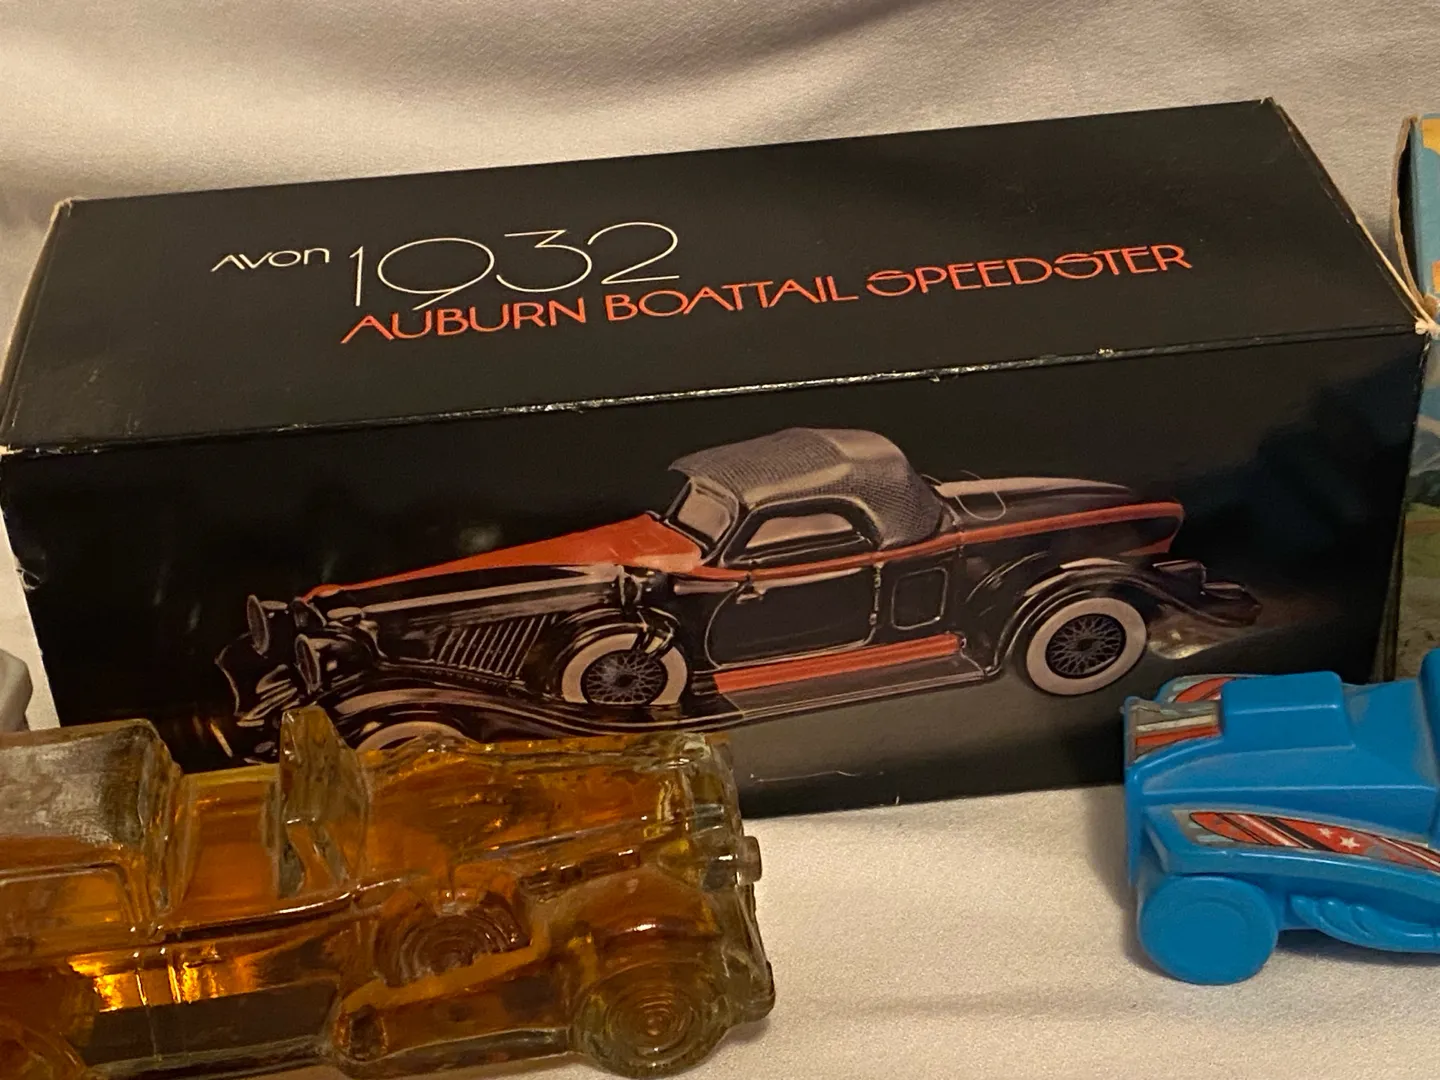 AVON 1932
AUBURN BOATTAIL SPEEDSTER